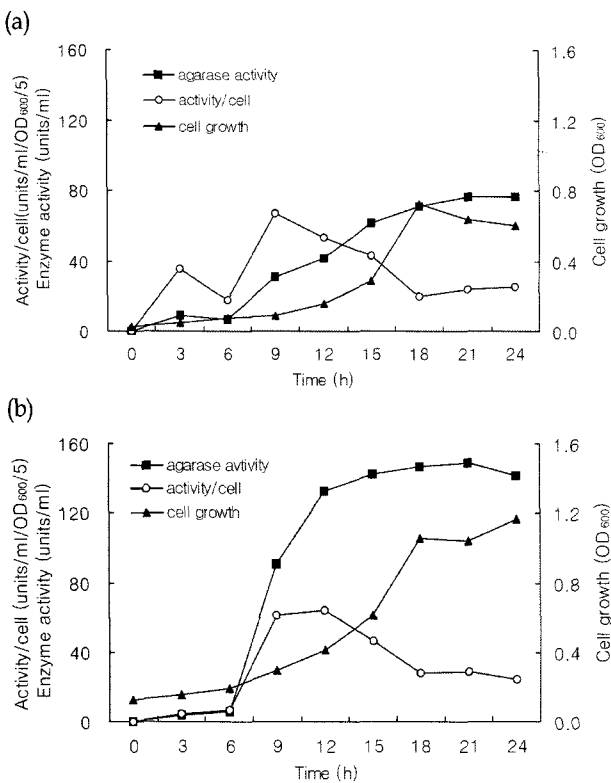 (a)
160
120
80
40
0
1.6
1.2
0.8
0.4
0.0
agarase activity
activity/cell
cell growth
Activity/cell(units/ml/OD600/5)
Enzyme activity (units/ml)
Cell growth (OD600)
0 3 6 9 12 15 18 21 24
Time (h)
(b)
160
120
80
40
0
1.6
1.2
0.8
0.4
0.0
agarase avtivity
activity/cell
cell growth
Activity/cell (units/ml/OD600/5)
Enzyme activity (units/ml)
Cell growth (OD600)
0 3 6 9 12 15 18 21 24
Time (h)